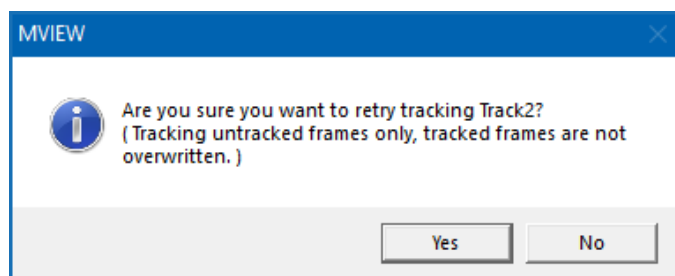 MVIEW
Are you sure you want to retry tracking Track2?
( Tracking untracked frames only, tracked frames are not
overwritten. )
Yes
No